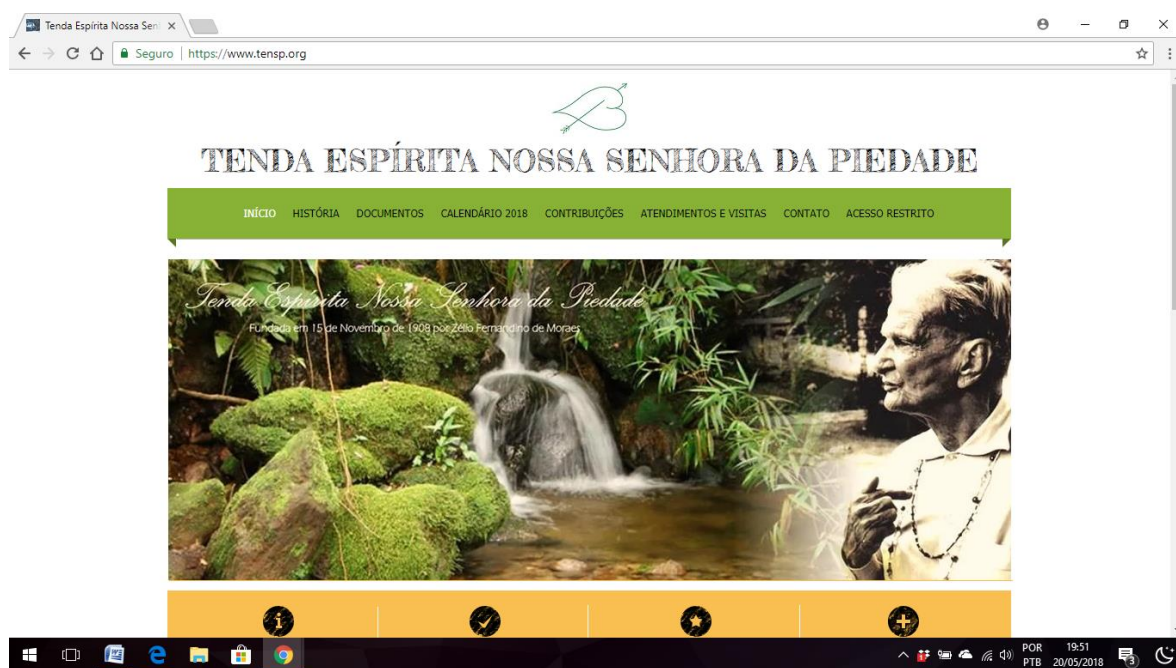 Tenda Espírita Nossa Sen
Seguro | https://www.tensp.org
TENDA ESPÍRITA NOSSA SENHORA DA PIEDADE
INÍCIO HISTÓRIA DOCUMENTOS CALENDÁRIO 2018 CONTRIBUIÇÕES ATENDIMENTOS E VISITAS CONTATO ACESSO RESTRITO
Tenda Espírita Nossa Senhora da Piedade
Fundada em 15 de Novembro de 1908 por Zélio Fernandino de Moraes
POR 19:51
PTB 20/05/2018
3